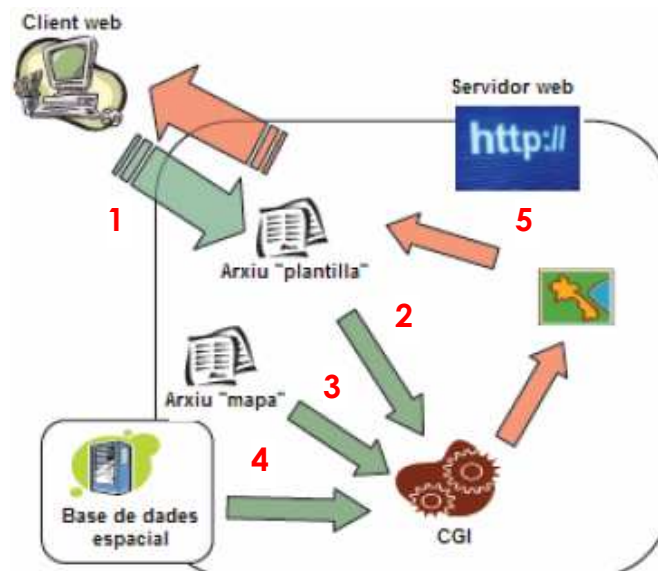 Client web
Servidor web
http://
1
5
Arxiu "plantilla"
2
Arxiu "mapa"
3
4
Base de dades
espacial
CGI